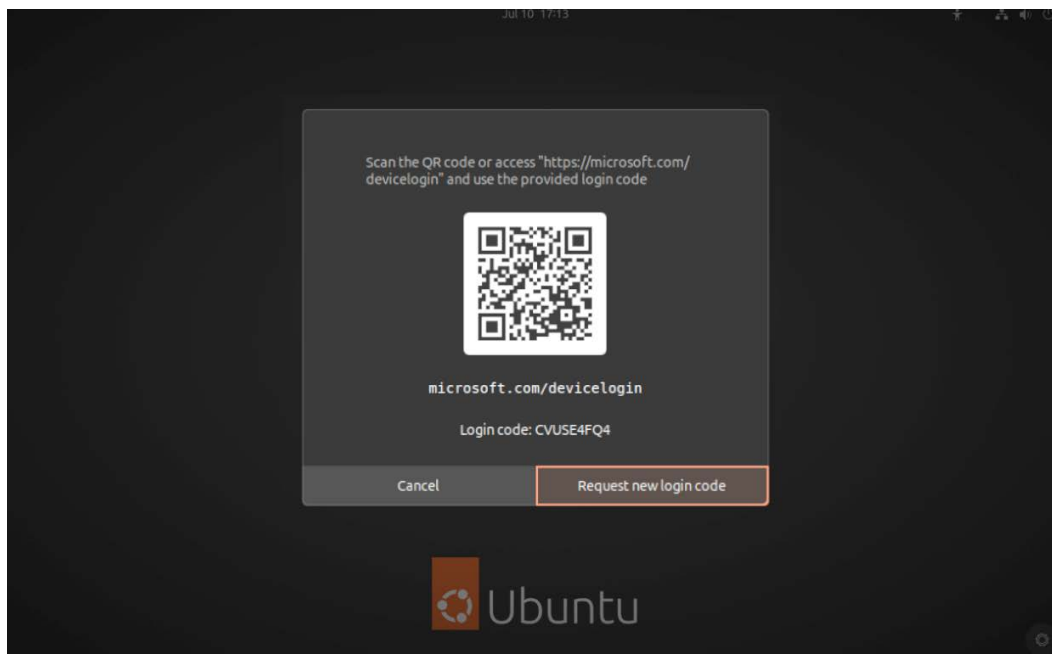 Jul 10 17:13
Scan the QR code or access "https://microsoft.com/
devicelogin" and use the provided login code
microsoft.com/devicelogin
Login code: CVUSE4FQ4
Cancel
Request new login code
Ubuntu